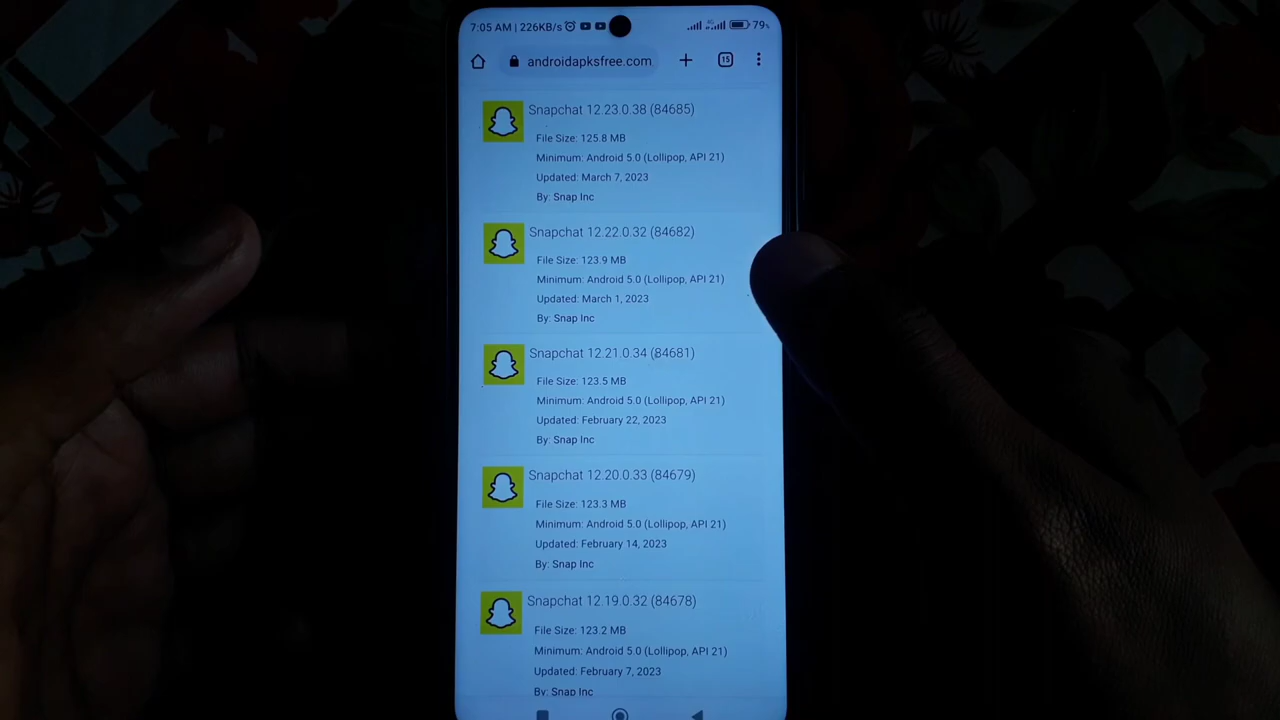 7:05 AM | 226KB/s 79%
androidapksfree.com 15
Snapchat 12.23.0.38 (84685)
File Size: 125.8 MB
Minimum: Android 5.0 (Lollipop, API 21)
Updated: March 7, 2023
By: Snap Inc
Snapchat 12.22.0.32 (84682)
File Size: 123.9 MB
Minimum: Android 5.0 (Lollipop, API 21)
Updated: March 1, 2023
By: Snap Inc
Snapchat 12.21.0.34 (84681)
File Size: 123.5 MB
Minimum: Android 5.0 (Lollipop, API 21)
Updated: February 22, 2023
By: Snap Inc
Snapchat 12.20.0.33 (84679)
File Size: 123.3 MB
Minimum: Android 5.0 (Lollipop, API 21)
Updated: February 14, 2023
By: Snap Inc
Snapchat 12.19.0.32 (84678)
File Size: 123.2 MB
Minimum: Android 5.0 (Lollipop, API 21)
Updated: February 7, 2023
By: Snap Inc